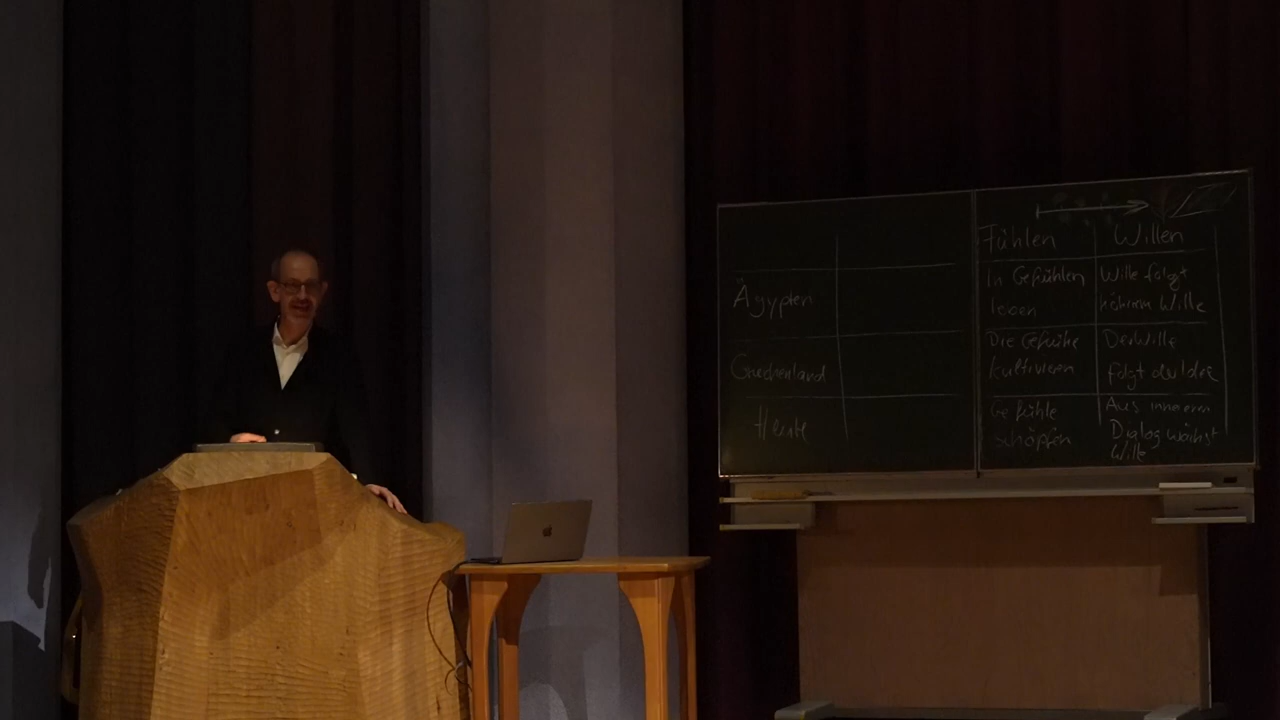 Fühlen Willen
Ägypten
In Gefühlen Wille folgt
höherem Wille
Griechenland
Die Gefühle Der Wille
kultivieren folgt der Idee
Heute
Gefühle Aus innerem
schöpfen Dialog wächst
Wille